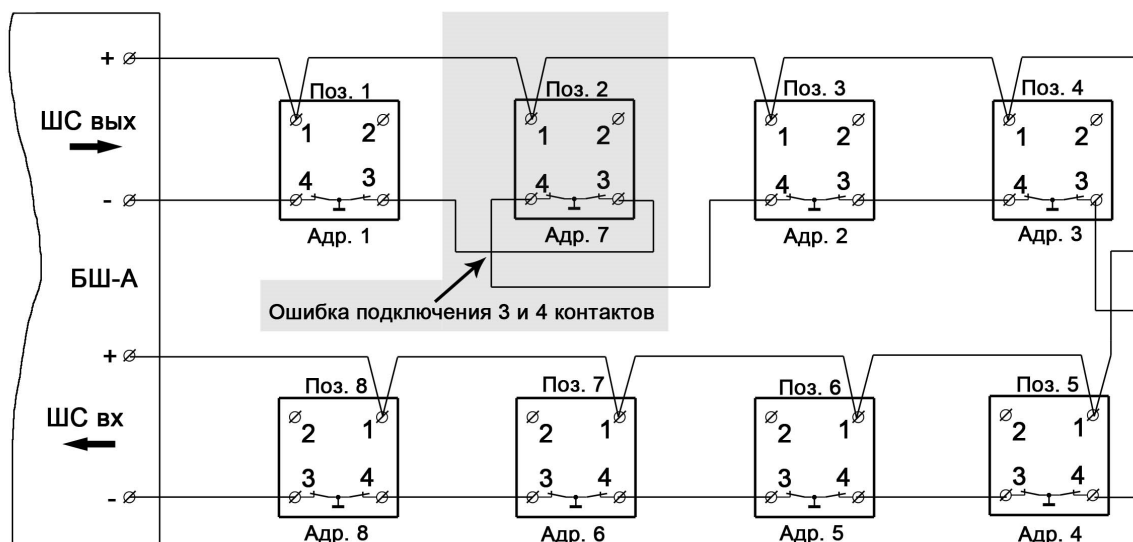 Поз. 1 Поз. 2 Поз. 3 Поз. 4
+
ШС вых
1 2 1 2 1 2 1 2
4 3 4 3 4 3 4 3
-
Адр. 1 Адр. 7 Адр. 2 Адр. 3
БШ-А
Ошибка подключения 3 и 4 контактов
+
Поз. 8 Поз. 7 Поз. 6 Поз. 5
ШС вх
2 1 2 1 2 1 2 1
3 4 3 4 3 4 3 4
-
Адр. 8 Адр. 6 Адр. 5 Адр. 4